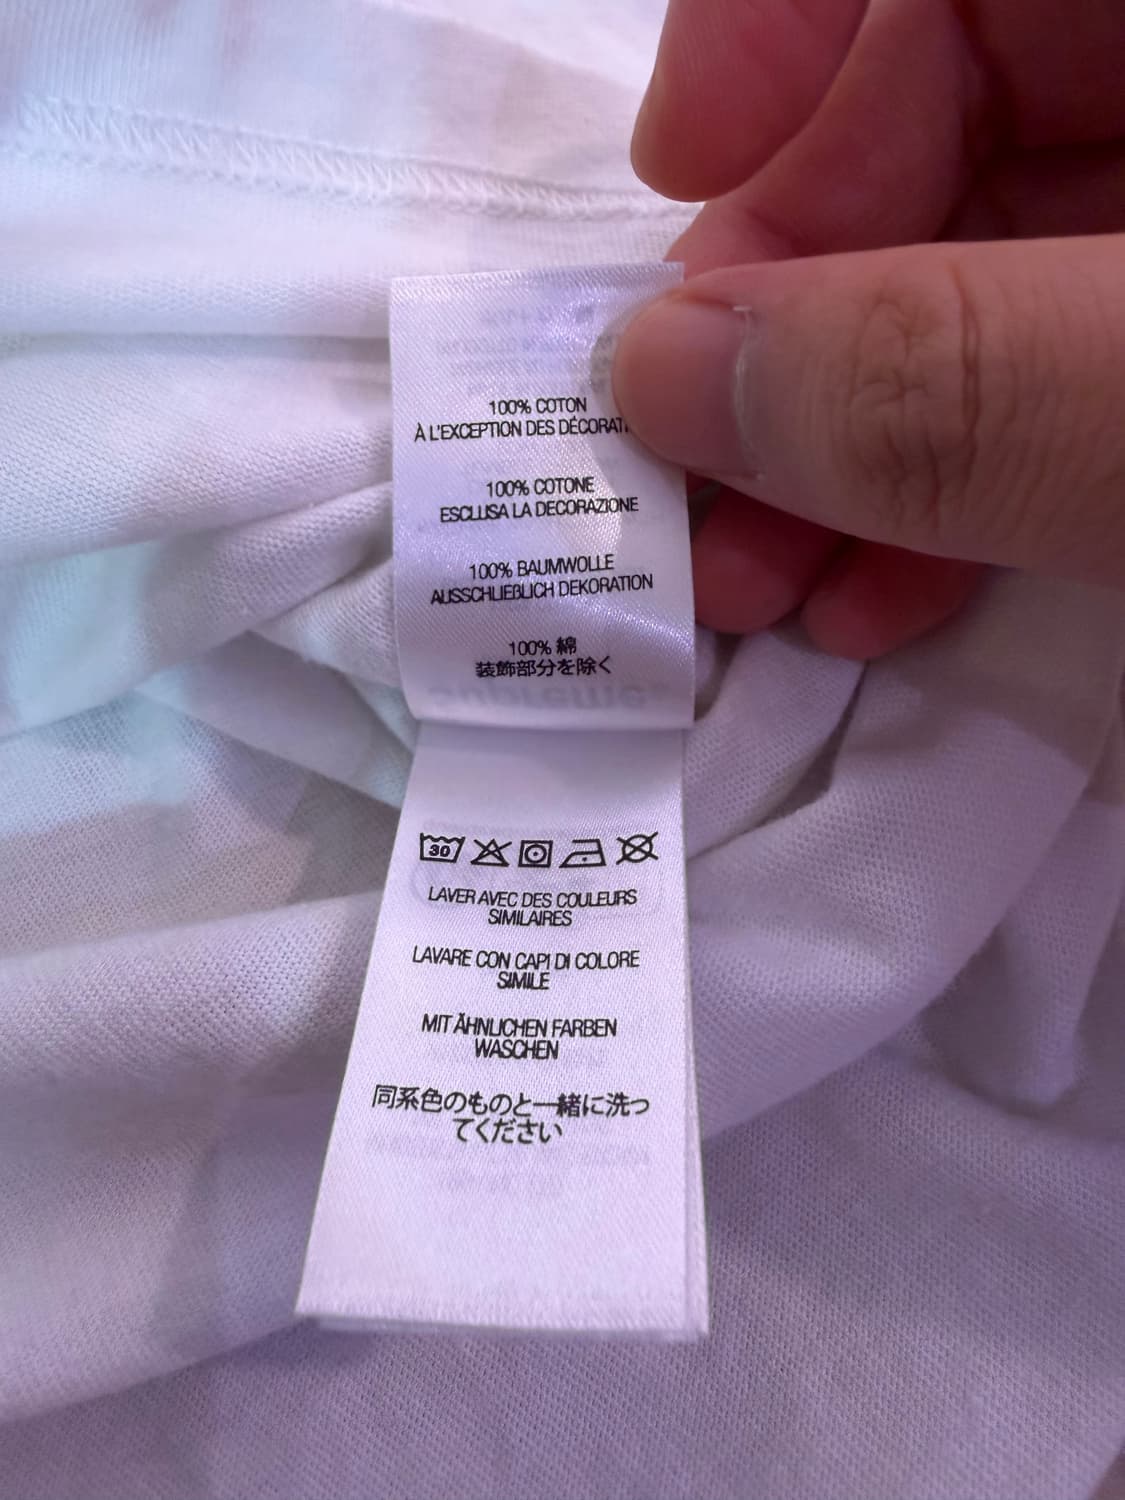 100% COTON
À L'EXCEPTION DES
100% COTONE
ESCLUSA LA DECORAZIONE
100% BAUMWOLLE
AUSSCHLIEßLICH DEKORATION
100% 綿
装飾部分を除く
30
LAVER AVEC DES COULEURS
SIMILAIRES
LAVARE CON CAPI DI COLORE
SIMILE
MIT ÄHNLICHEN FARBEN
WASCHEN
同系色のものと一緒に洗っ
てください